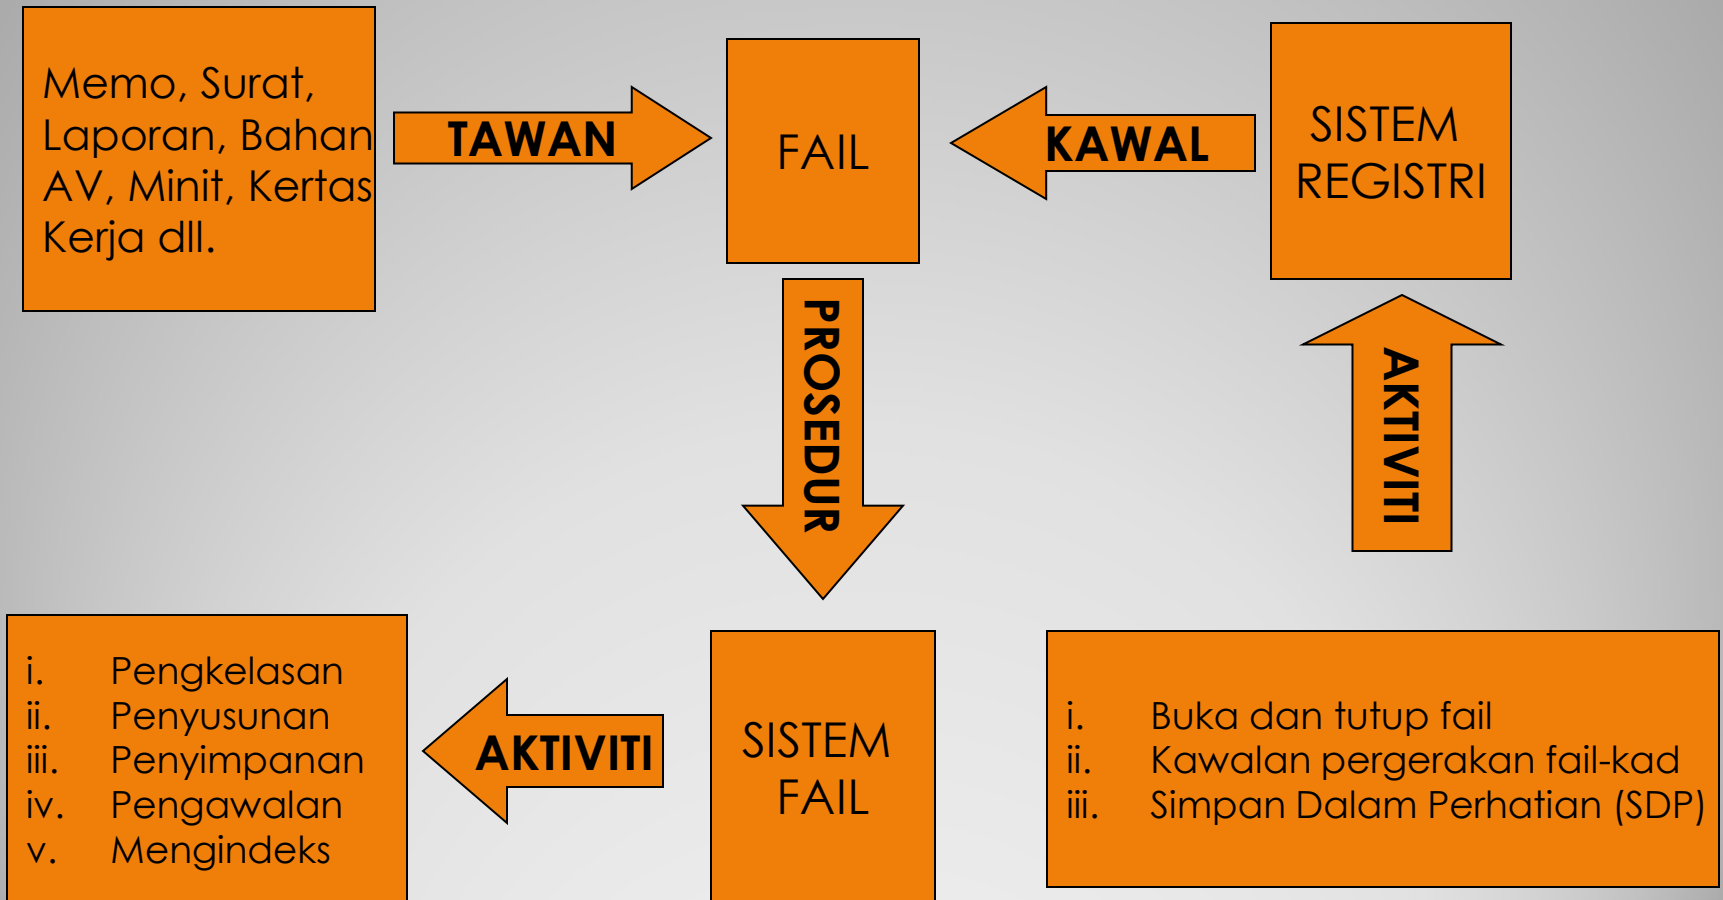 Memo, Surat,
Laporan, Bahan
AV, Minit, Kertas
Kerja dll.
TAWAN
FAIL
KAWAL
SISTEM
REGISTRI
PROSEDUR
AKTIVITI
i. Pengkelasan
ii. Penyusunan
iii. Penyimpanan
iv. Pengawalan
v. Mengindeks
AKTIVITI
SISTEM
FAIL
i. Buka dan tutup fail
ii. Kawalan pergerakan fail-kad
iii. Simpan Dalam Perhatian (SDP)